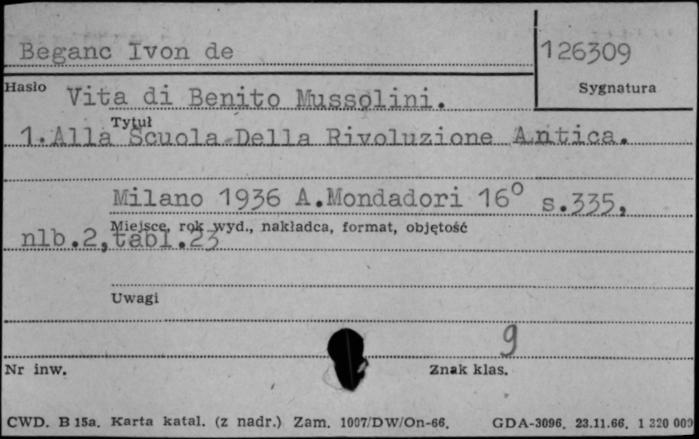 Beganc Ivon de
126309
Hasło
Sygnatura
Vita di Benito Mussolini.
Tytuł
1.Alla Scuola Della Rivoluzione Antica.
Milano 1936 A.Mondadori 16° s.335,
Miejsce, rok wyd., nakładca, format, objętość
nlb.2,tabl.23
Uwagi
9
Nr inw.
Znak klas.
CWD. B 15a. Karta katal. (z nadr.) Zam. 1007/DW/On-66. GDA-3096. 23.11.66. 1 320 000